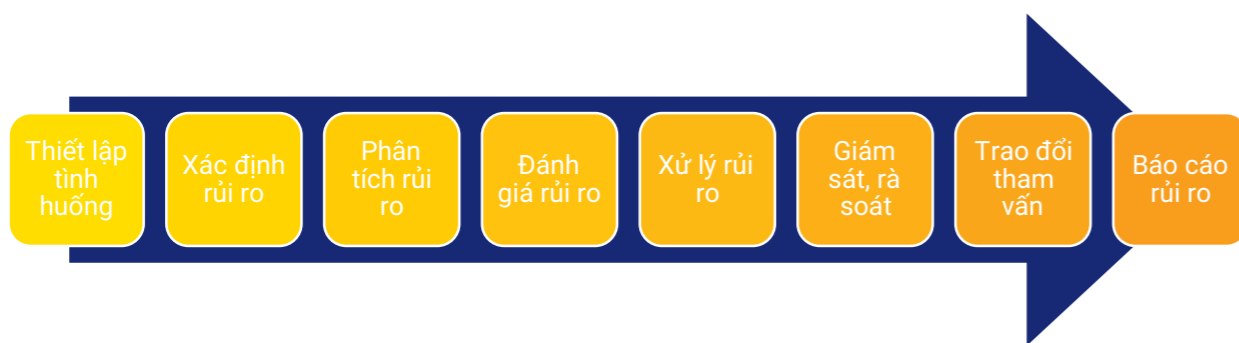 Thiết lập
tình
huống
Xác định
rủi ro
Phân
tích rủi
ro
Đánh
giá rủi ro
Xử lý rủi
ro
Giám
sát, rà
soát
Trao đổi
tham
vấn
Báo cáo
rủi ro